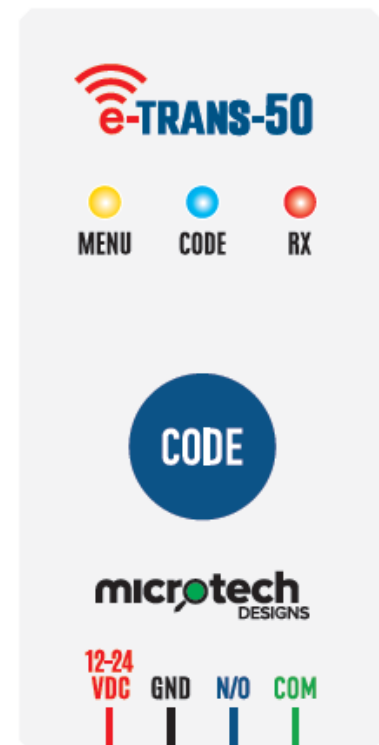 e-TRANS-50
MENU CODE RX
CODE
microtech
DESIGNS
12-24
VDC GND N/O COM